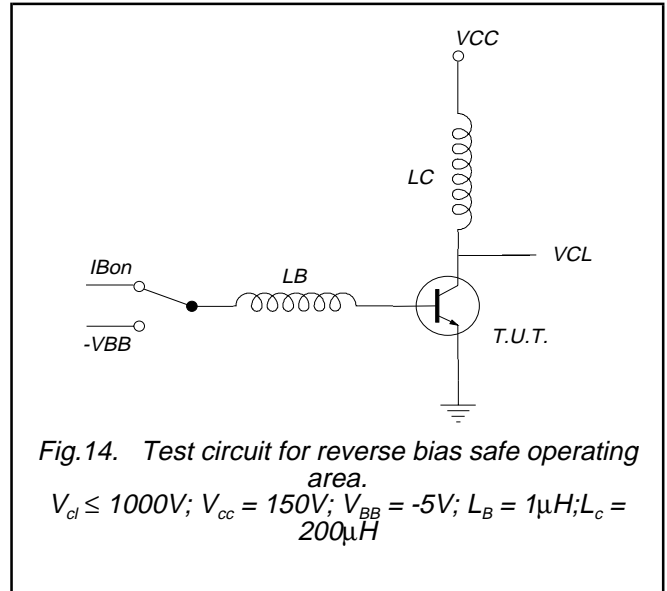 VCC
LC
IBon
LB
VCL
-VBB
T.U.T.
Fig.14. Test circuit for reverse bias safe operating
area.
Vcl ≤ 1000V; Vcc = 150V; VBB = -5V; LB = 1μH;Lc =
200μH